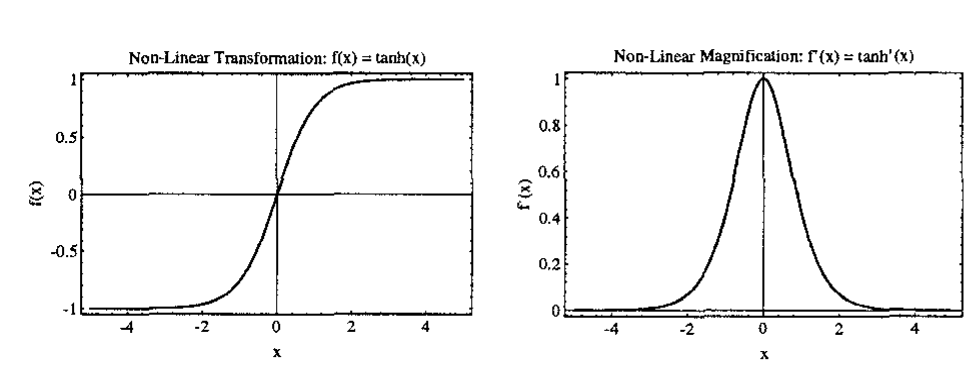 Non-Linear Transformation: f(x) = tanh(x)
1
0.5
0
-0.5
-1
f(x)
-4 -2 0 2 4
x
Non-Linear Magnification: f'(x) = tanh'(x)
1
0.8
0.6
0.4
0.2
0
f'(x)
-4 -2 0 2 4
x